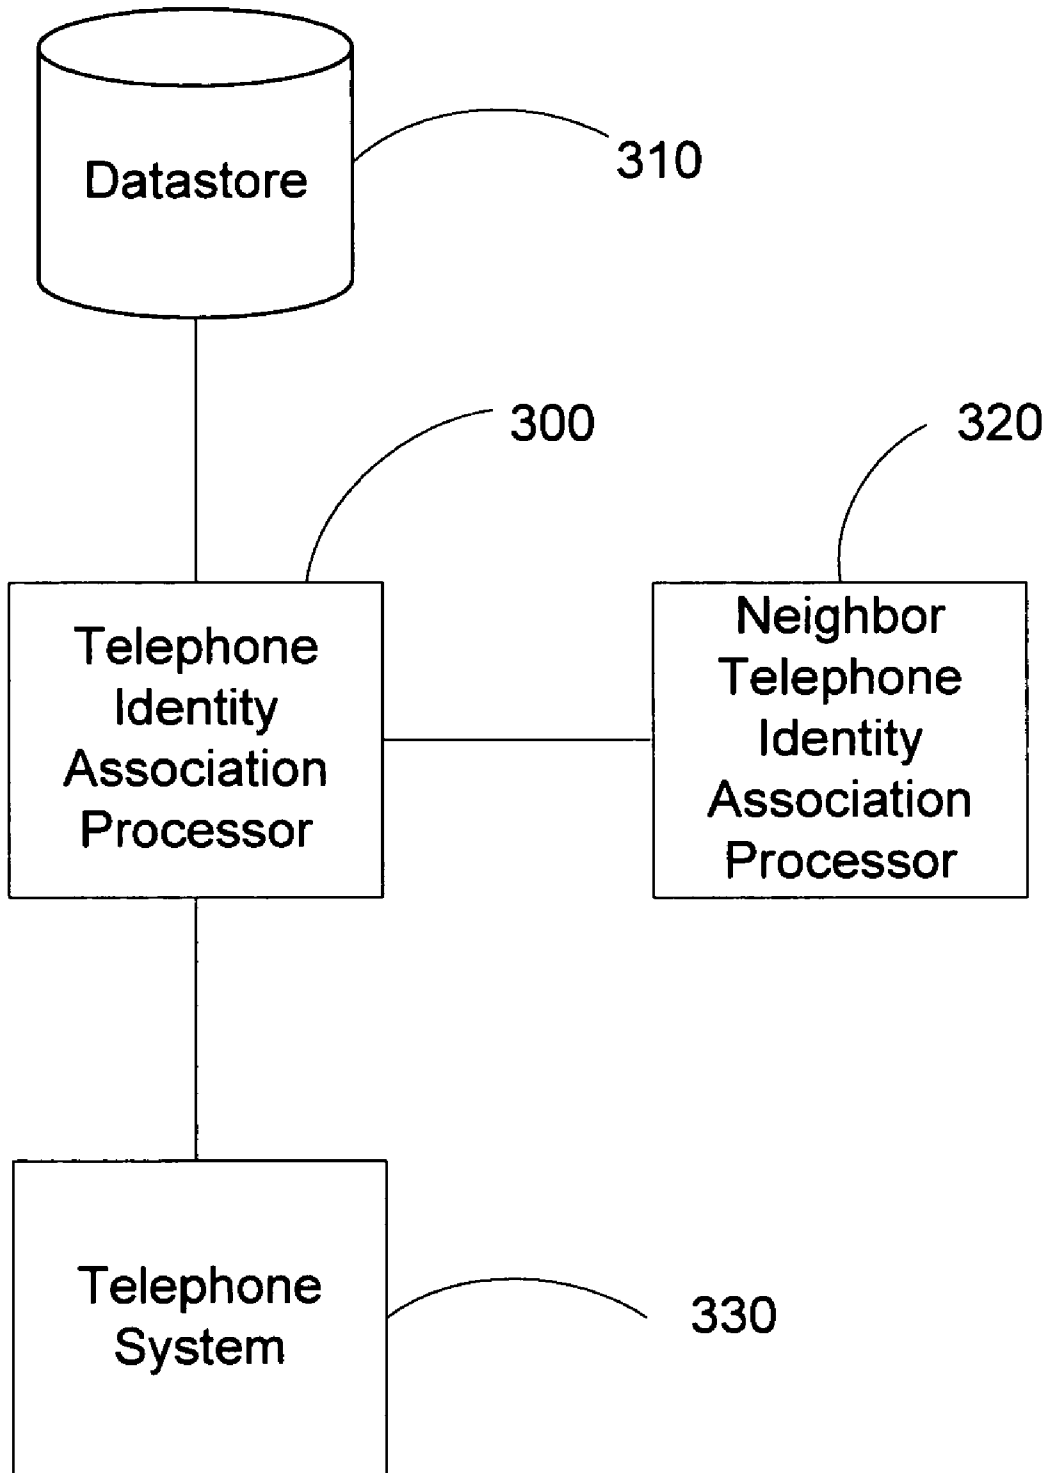 Datastore
310
300
320
Telephone
Identity
Association
Processor
Neighbor
Telephone
Identity
Association
Processor
Telephone
System
330